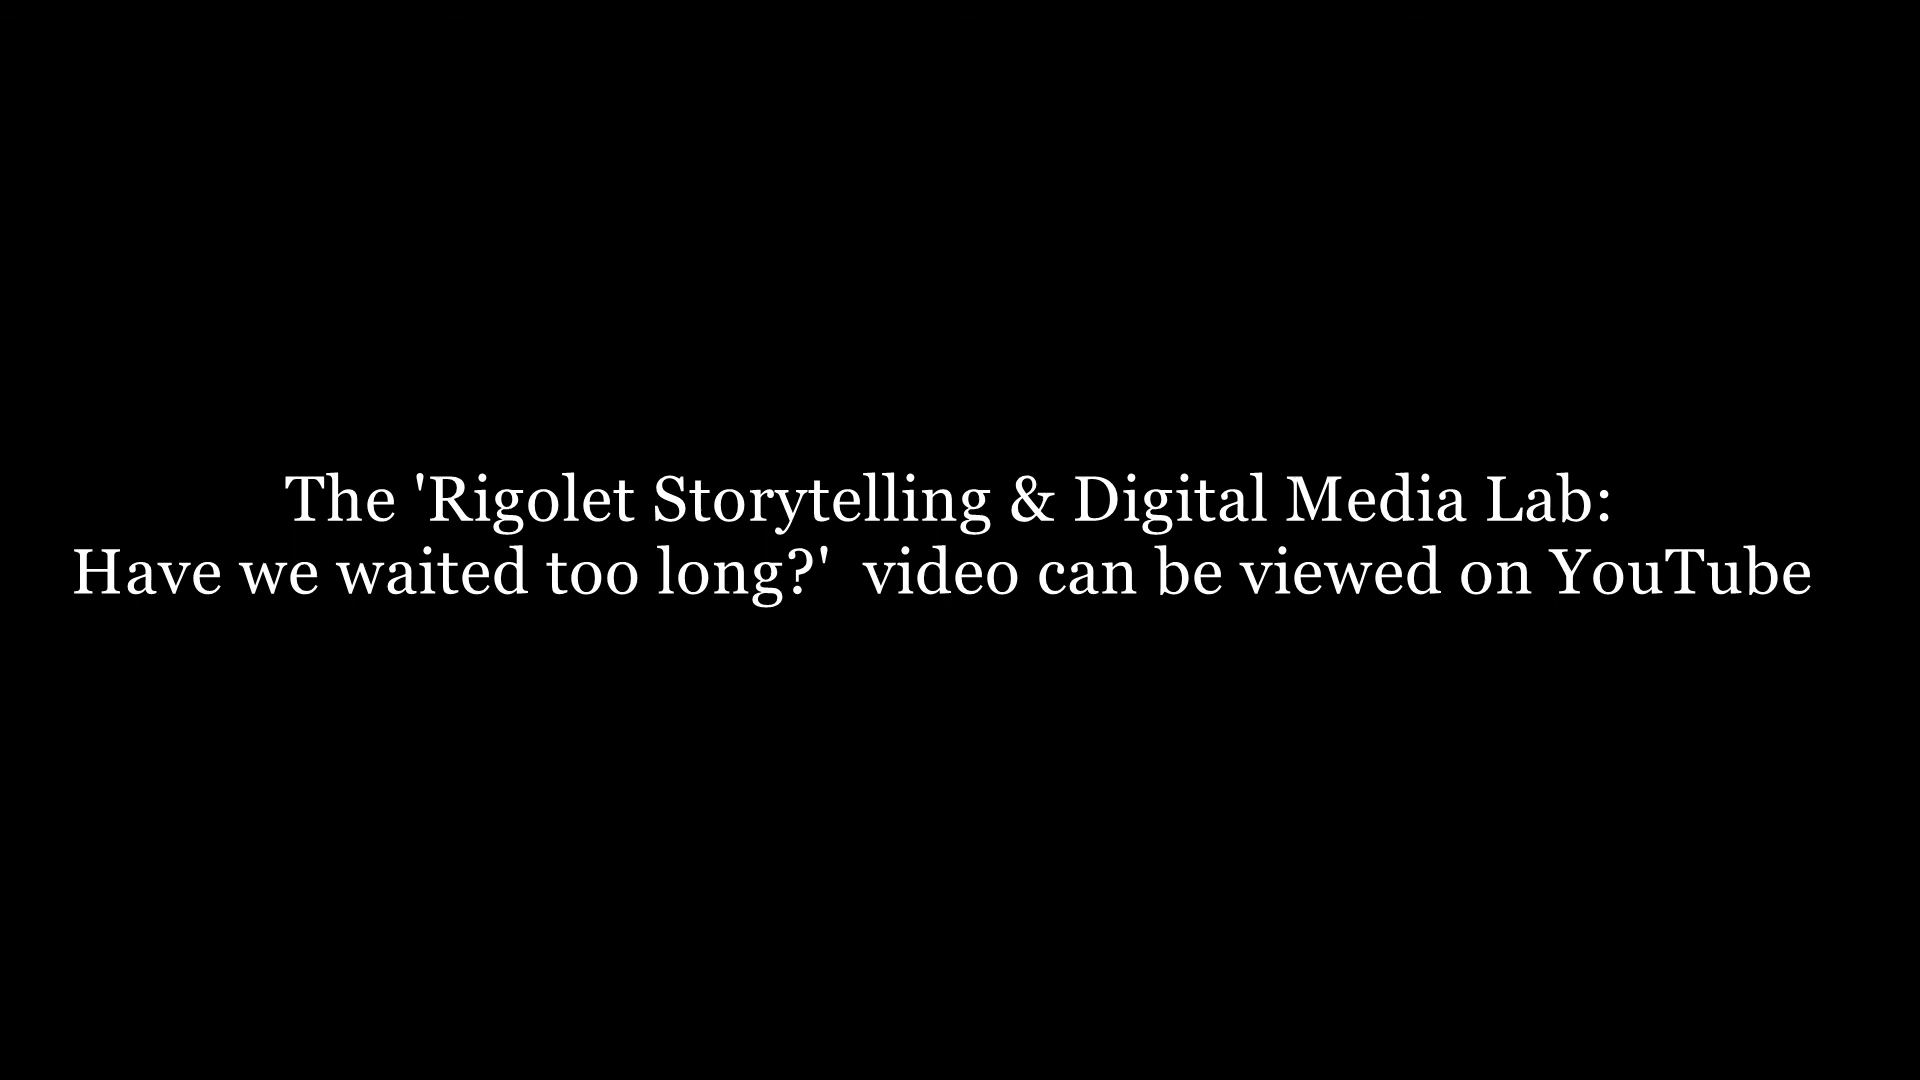 The 'Rigolet Storytelling & Digital Media Lab:
Have we waited too long?'  video can be viewed on YouTube